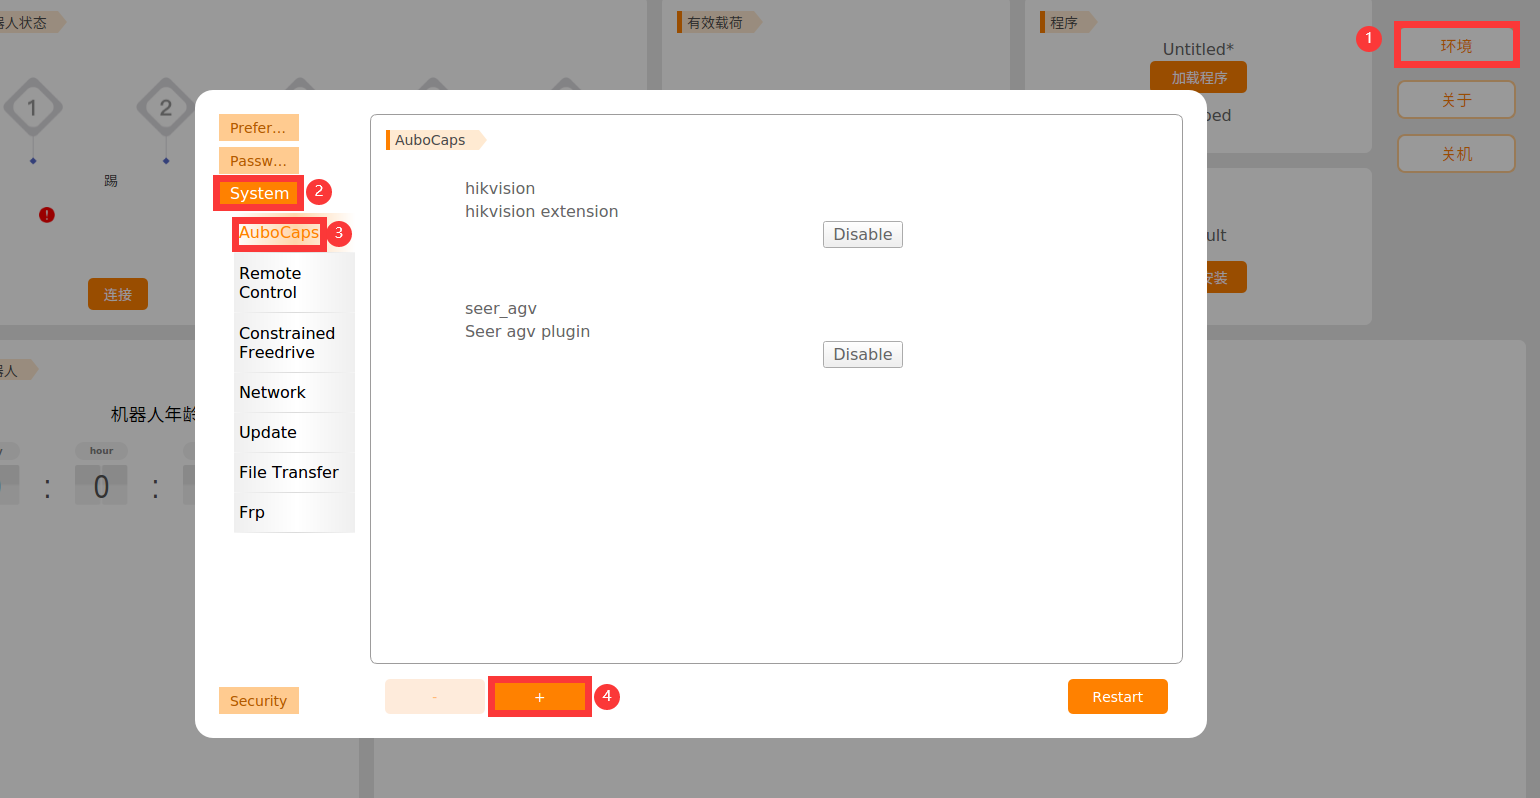 器人状态
有效载荷
程序
1
环境
Untitled*
加载程序
关于
ped
关机
1
2
踢
!
连接
ult
安装
器人
机器人年龄
y
hour
:
0
:
Prefer...
Passw...
System
2
AuboCaps
3
Remote
Control
Constrained
Freedrive
Network
Update
File Transfer
Frp
Security
AuboCaps
hikvision
hikvision extension
Disable
seer_agv
Seer agv plugin
Disable
-
+
4
Restart